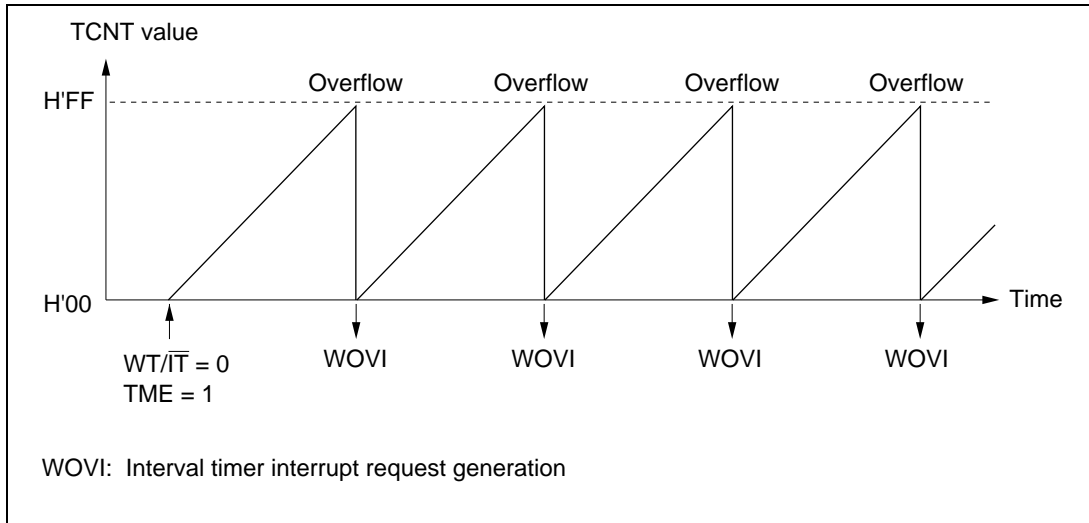 TCNT value
Overflow Overflow Overflow Overflow
H'FF
H'00
Time
WOVI WOVI WOVI WOVI
WT/I̅T̅ = 0
TME = 1
WOVI: Interval timer interrupt request generation